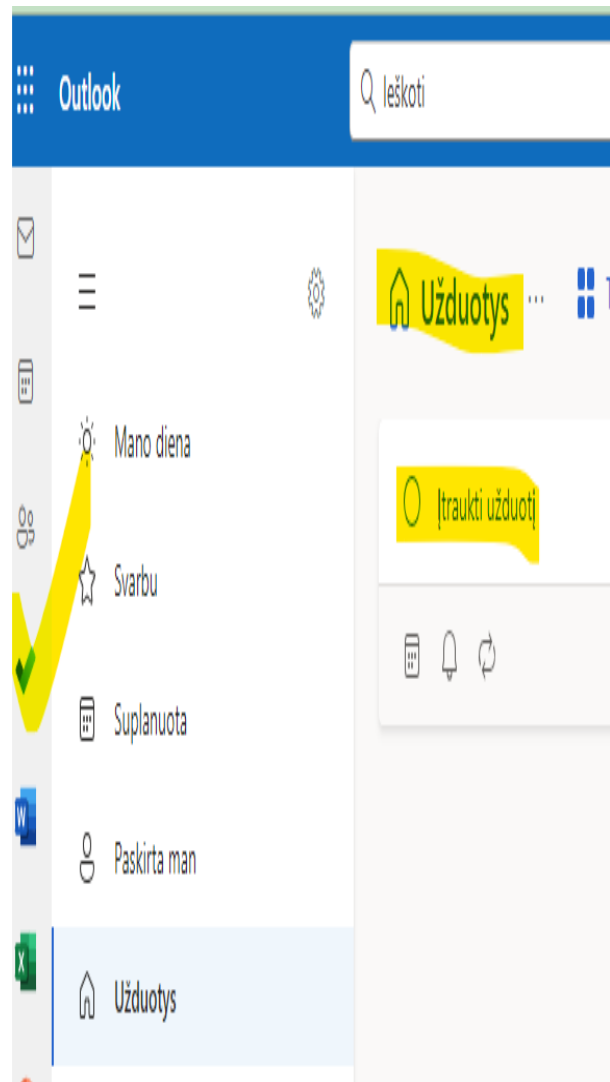 Outlook
Ieškoti
Užduotys
Mano diena
Įtraukti užduotį
Svarbu
Suplanuota
Paskirta man
Užduotys